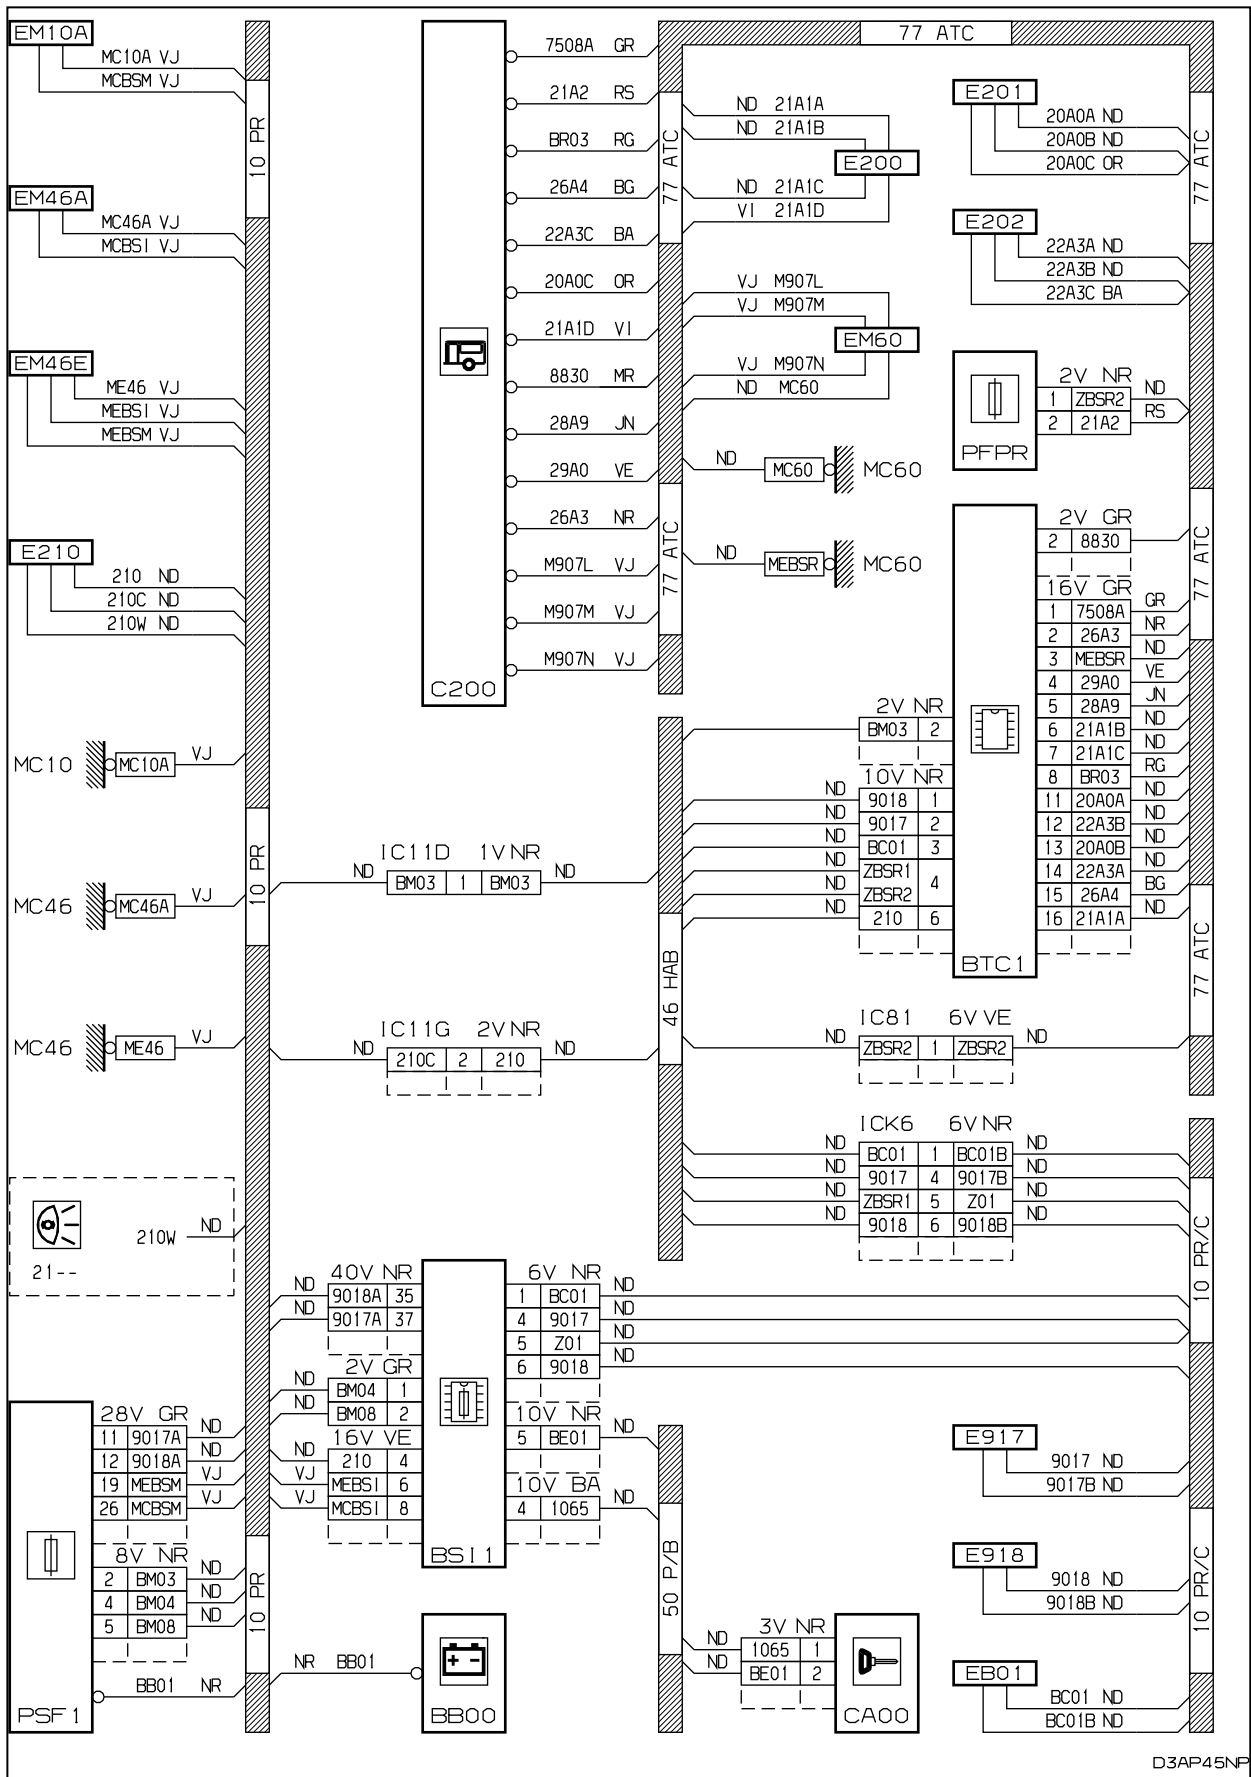 EM10A
MC10A VJ
MCBSM VJ
10 PR
EM46A
MC46A VJ
MCBSI VJ
EM46E
ME46 VJ
MEBSI VJ
MEBSM VJ
E210
210 ND
210C ND
210W ND
MC10 MC10A VJ
10 PR
MC46 MC46A VJ
MC46 ME46 VJ
210W ND
21--
PSF1
28V GR
11 9017A ND
12 9018A ND
19 MEBSM VJ
26 MCBSM VJ
8V NR
2 BM03 ND
4 BM04 ND
5 BM08 ND
BB01 NR
10 PR
C200
7508A GR
21A2 RS
BR03 RG
26A4 BG
22A3C BA
20A0C OR
21A1D VI
8830 MR
28A9 JN
29A0 VE
26A3 NR
M907L VJ
M907M VJ
M907N VJ
IC11D 1V NR
ND BM03 1 BM03 ND
IC11G 2V NR
ND 210C 2 210 ND
40V NR
ND 9018A 35
ND 9017A 37
2V GR
ND BM04 1
ND BM08 2
16V VE
ND 210 4
VJ MEBSI 6
VJ MCBSI 8
BSI1
6V NR
1 BC01 ND
4 9017 ND
5 Z01 ND
6 9018 ND
10V NR
5 BE01 ND
10V BA
4 1065 ND
NR BB01
BB00
77 ATC
77 ATC
77 ATC
46 HAB
50 P/B
ND 21A1A
ND 21A1B
E200
ND 21A1C
VI 21A1D
VJ M907L
VJ M907M
EM60
VJ M907N
ND MC60
ND MC60 MC60
ND MEBSR MC60
E201
20A0A ND
20A0B ND
20A0C OR
77 ATC
E202
22A3A ND
22A3B ND
22A3C BA
PFPR
2V NR
1 ZBSR2 ND
2 21A2 RS
BTC1
2V GR
2 8830
77 ATC
16V GR
1 7508A GR
2 26A3 NR
3 MEBSR ND
4 29A0 VE
5 28A9 JN
6 21A1B ND
7 21A1C ND
8 BR03 RG
11 20A0A ND
12 22A3B ND
13 20A0B ND
14 22A3A ND
15 26A4 BG
16 21A1A ND
2V NR
BM03 2
10V NR
ND 9018 1
ND 9017 2
ND BC01 3
ND ZBSR1 4
ND ZBSR2
ND 210 6
77 ATC
IC81 6V VE
ND ZBSR2 1 ZBSR2 ND
ICK6 6V NR
ND BC01 1 BC01B ND
ND 9017 4 9017B ND
ND ZBSR1 5 Z01 ND
ND 9018 6 9018B ND
10 PR/C
E917
9017 ND
9017B ND
E918
9018 ND
9018B ND
10 PR/C
3V NR
ND 1065 1
ND BE01 2
CA00
EB01
BC01 ND
BC01B ND
D3AP45NP